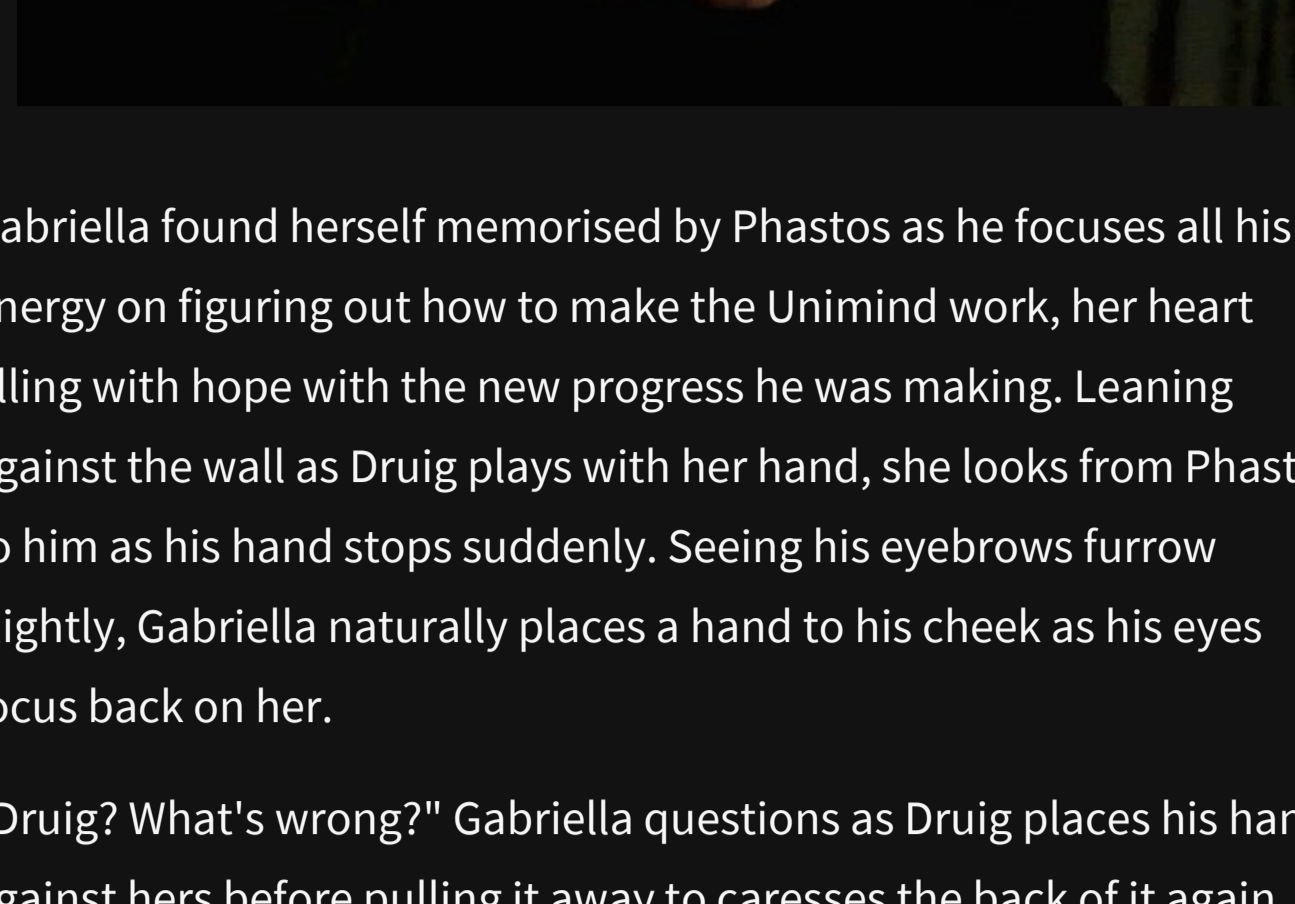 abriella found herself memorised by Phastos as he focuses all his
nergy on figuring out how to make the Unimind work, her heart
lling with hope with the new progress he was making. Leaning
gainst the wall as Druig plays with her hand, she looks from Phast
o him as his hand stops suddenly. Seeing his eyebrows furrow
lightly, Gabriella naturally places a hand to his cheek as his eyes
ocus back on her.
Druig? What's wrong?" Gabriella questions as Druig places his han
gainst hers before pulling it away to caresses the back of it again.